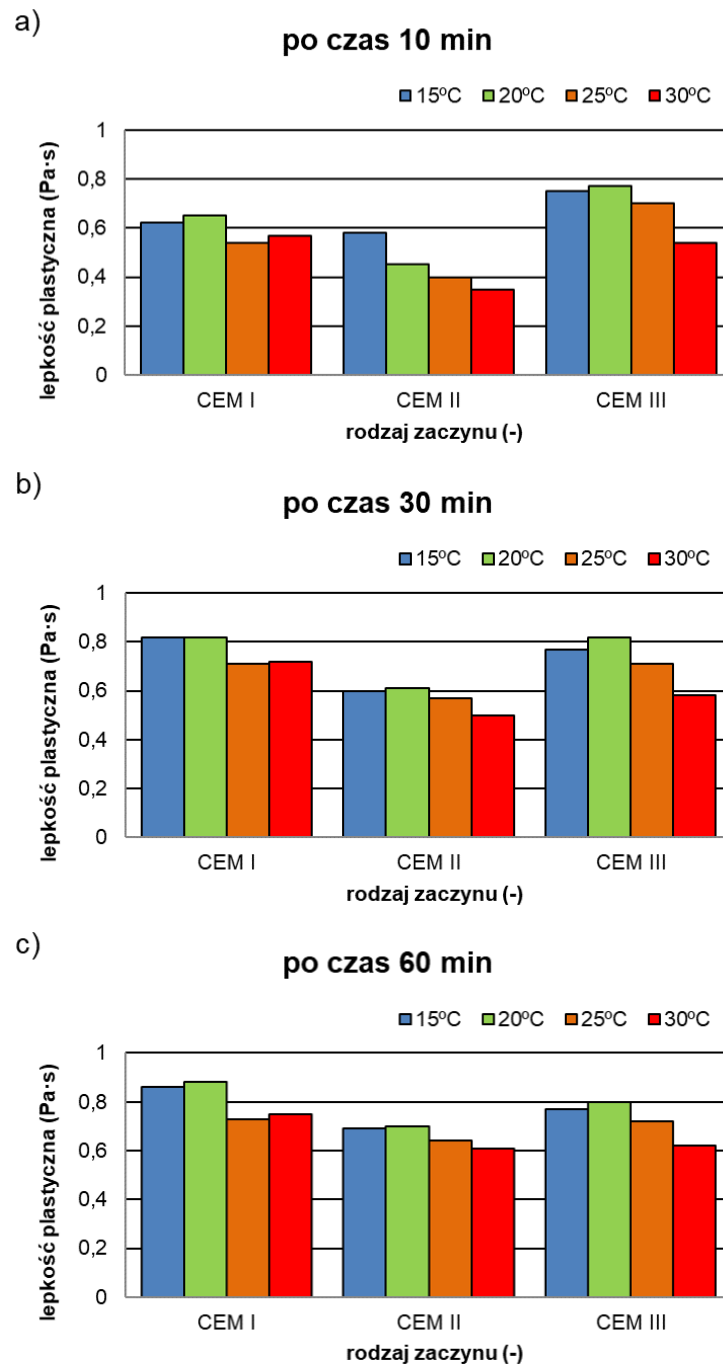 a)
po czas 10 min
15ºC 20ºC 25ºC 30ºC
lepkość plastyczna (Pa·s)
1
0,8
0,6
0,4
0,2
0
CEM I CEM II CEM III
rodzaj zaczynu (-)
b)
po czas 30 min
15ºC 20ºC 25ºC 30ºC
lepkość plastyczna (Pa·s)
1
0,8
0,6
0,4
0,2
0
CEM I CEM II CEM III
rodzaj zaczynu (-)
c)
po czas 60 min
15ºC 20ºC 25ºC 30ºC
lepkość plastyczna (Pa·s)
1
0,8
0,6
0,4
0,2
0
CEM I CEM II CEM III
rodzaj zaczynu (-)